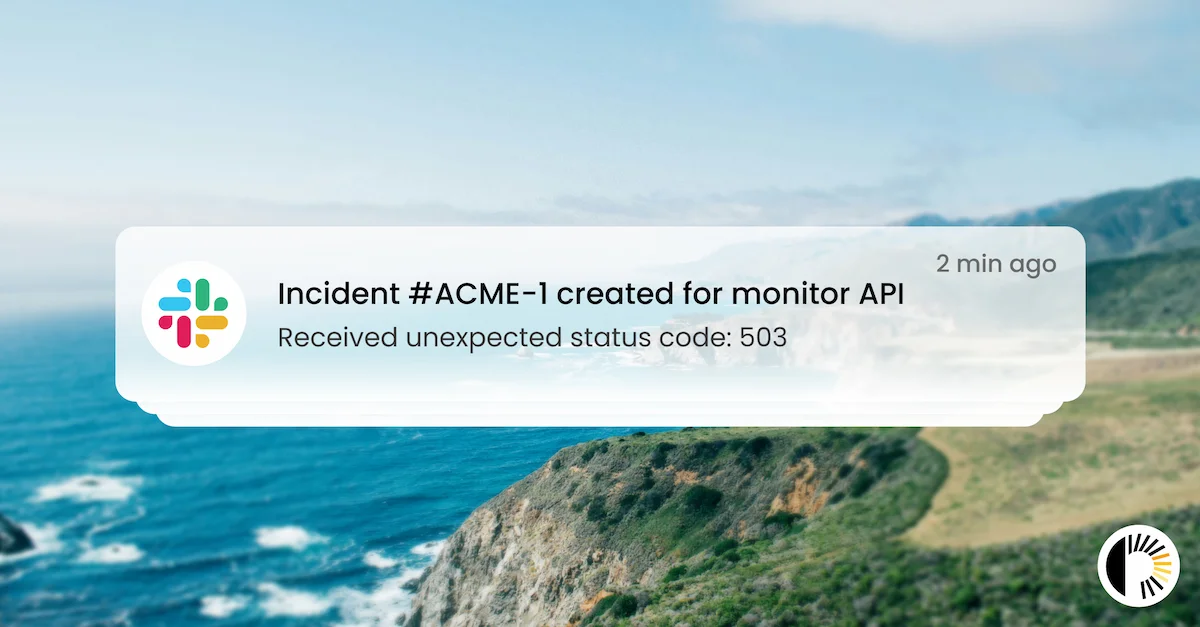 2 min ago
Incident #ACME-1 created for monitor API
Received unexpected status code: 503